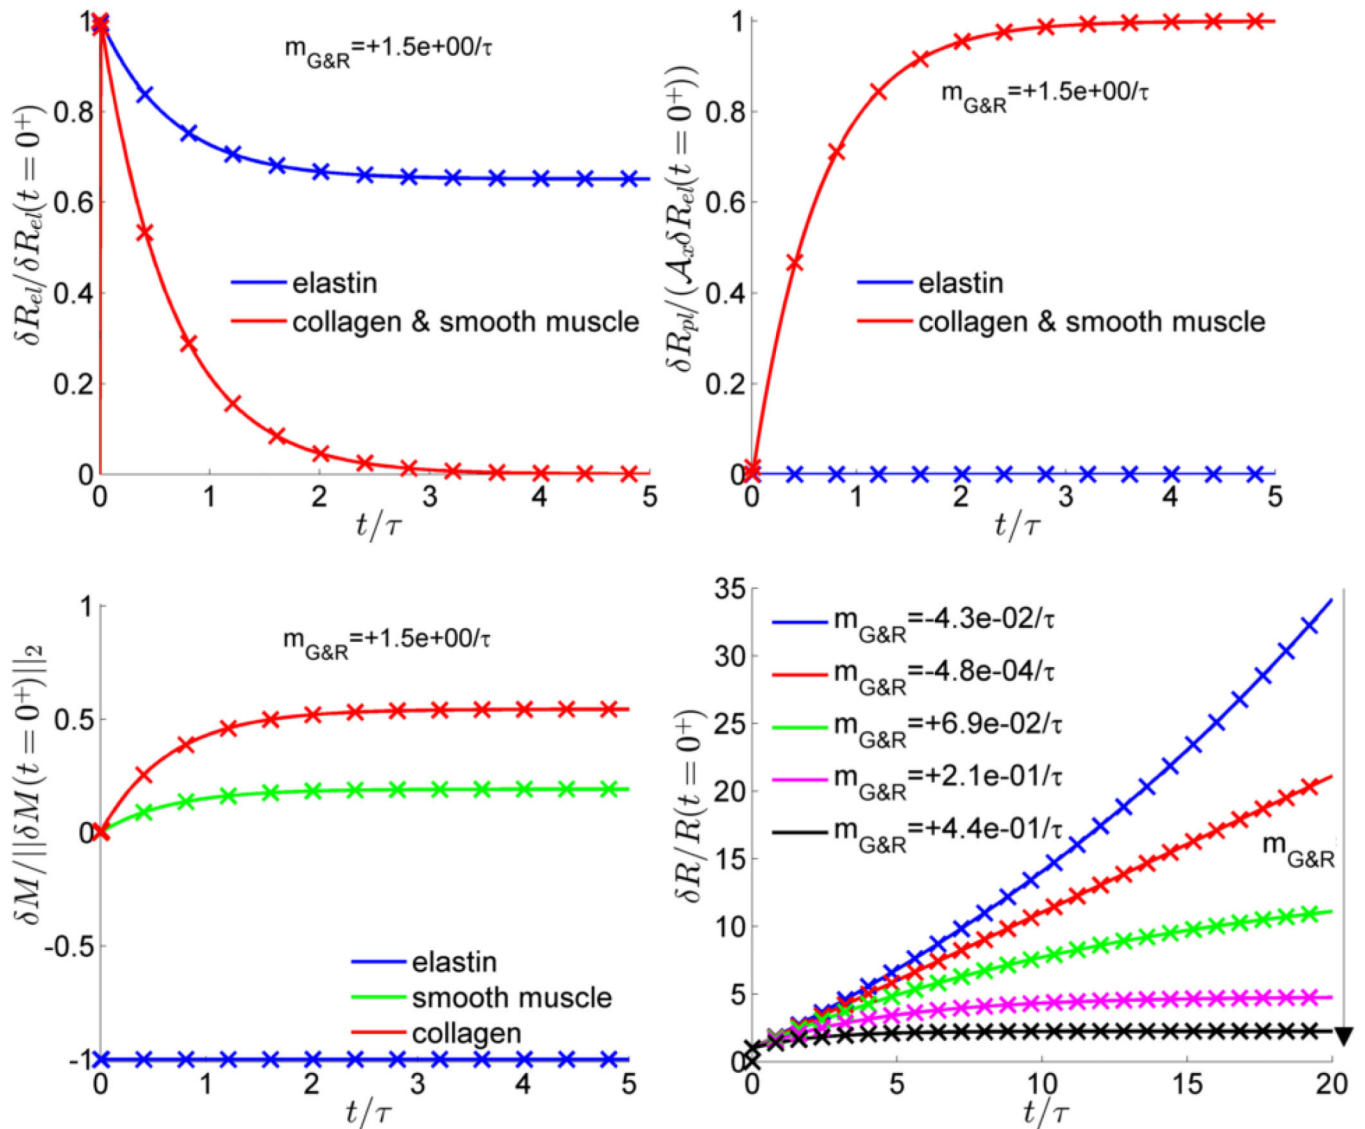 δR_el/δR_el(t = 0⁺)
1
0.8
0.6
0.4
0.2
0
m_G&R=+1.5e+00/τ
elastin
collagen & smooth muscle
0 1 2 3 4 5
t/τ
δR_pl/(𝒜_xδR_el(t = 0⁺))
1
0.8
0.6
0.4
0.2
0
m_G&R=+1.5e+00/τ
elastin
collagen & smooth muscle
0 1 2 3 4 5
t/τ
δM/||δM(t = 0⁺)||₂
1
0.5
0
-0.5
-1
m_G&R=+1.5e+00/τ
elastin
smooth muscle
collagen
0 1 2 3 4 5
t/τ
δR/R(t = 0⁺)
35
30
25
20
15
10
5
0
m_G&R=-4.3e-02/τ
m_G&R=-4.8e-04/τ
m_G&R=+6.9e-02/τ
m_G&R=+2.1e-01/τ
m_G&R=+4.4e-01/τ
m_G&R
0 5 10 15 20
t/τ